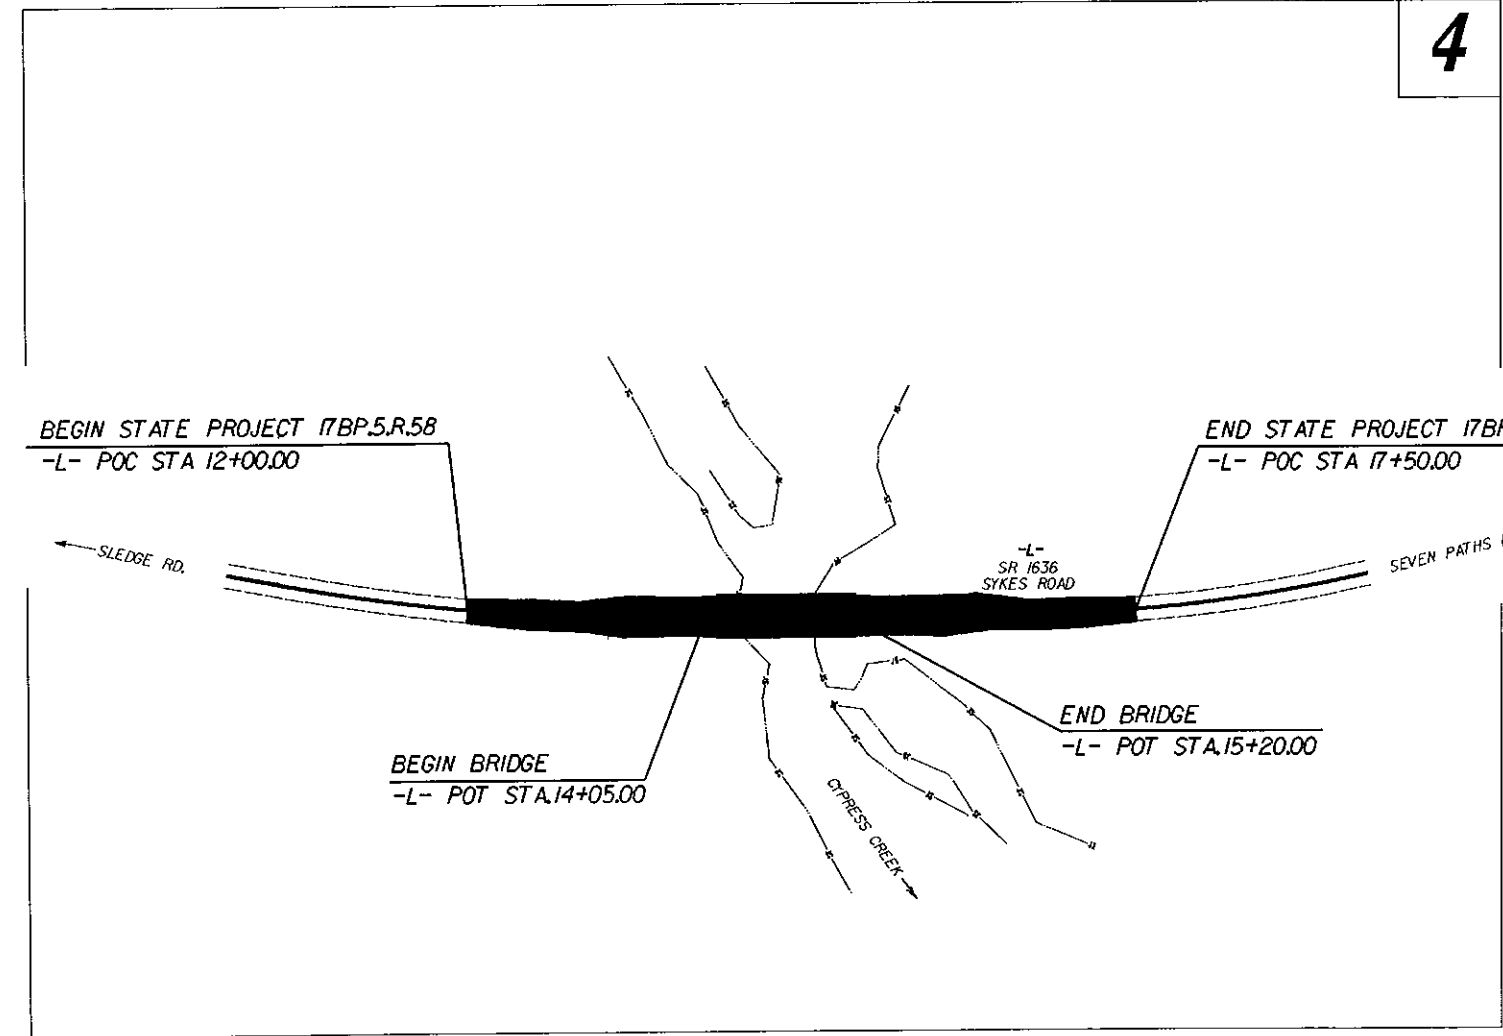 4
BEGIN STATE PROJECT 17BP.5.R.58
-L- POC STA 12+00.00
END STATE PROJECT 17BP
-L- POC STA 17+50.00
SLEDGE RD.
-L-
SR 1636
SYKES ROAD
SEVEN PATHS
BEGIN BRIDGE
-L- POT STA.14+05.00
END BRIDGE
-L- POT STA.15+20.00
CYPRESS CREEK